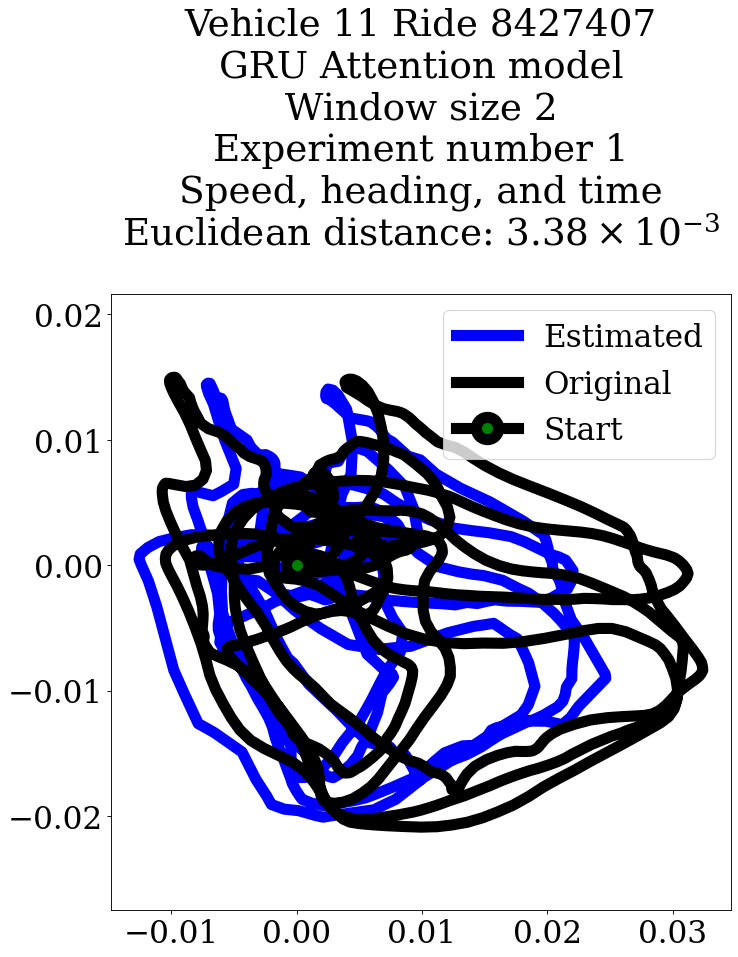 Vehicle 11 Ride 8427407
GRU Attention model
Window size 2
Experiment number 1
Speed, heading, and time
Euclidean distance: 3.38 × 10⁻³
0.02
0.01
0.00
−0.01
−0.02
Estimated
Original
Start
−0.01 0.00 0.01 0.02 0.03